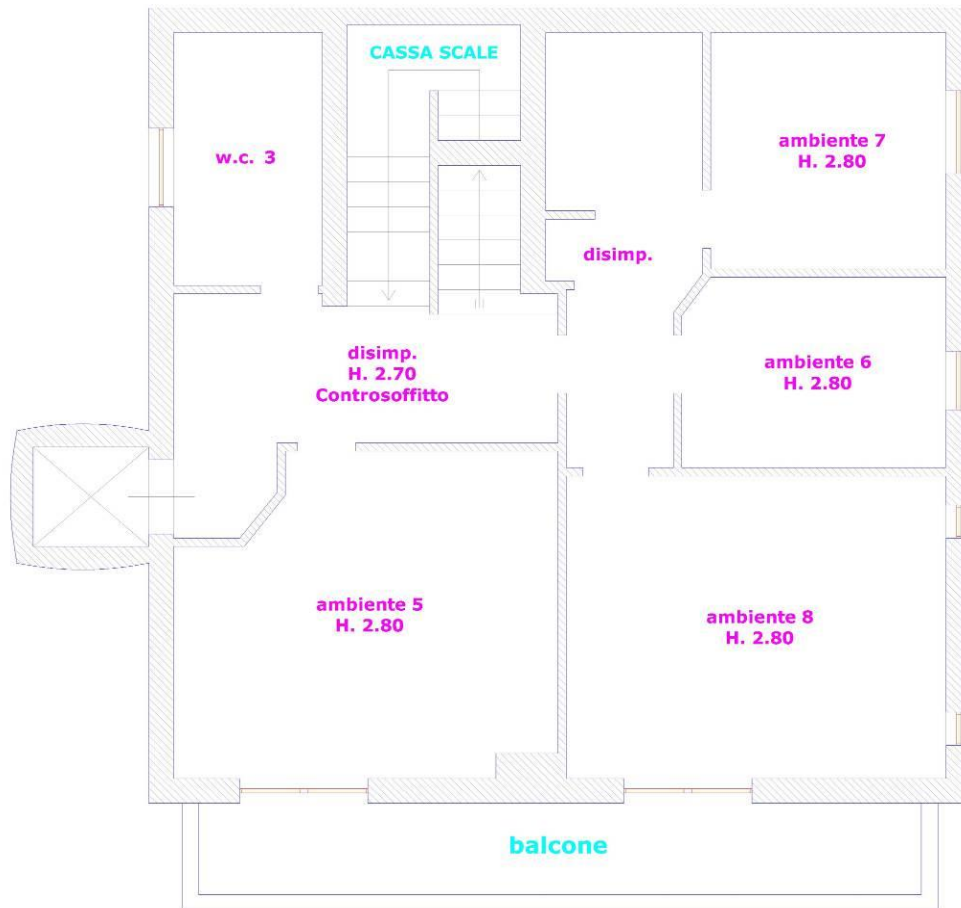 CASSA SCALE
w.c. 3
ambiente 7
H. 2.80
disimp.
disimp.
H. 2.70
Controsoffitto
ambiente 6
H. 2.80
ambiente 5
H. 2.80
ambiente 8
H. 2.80
balcone